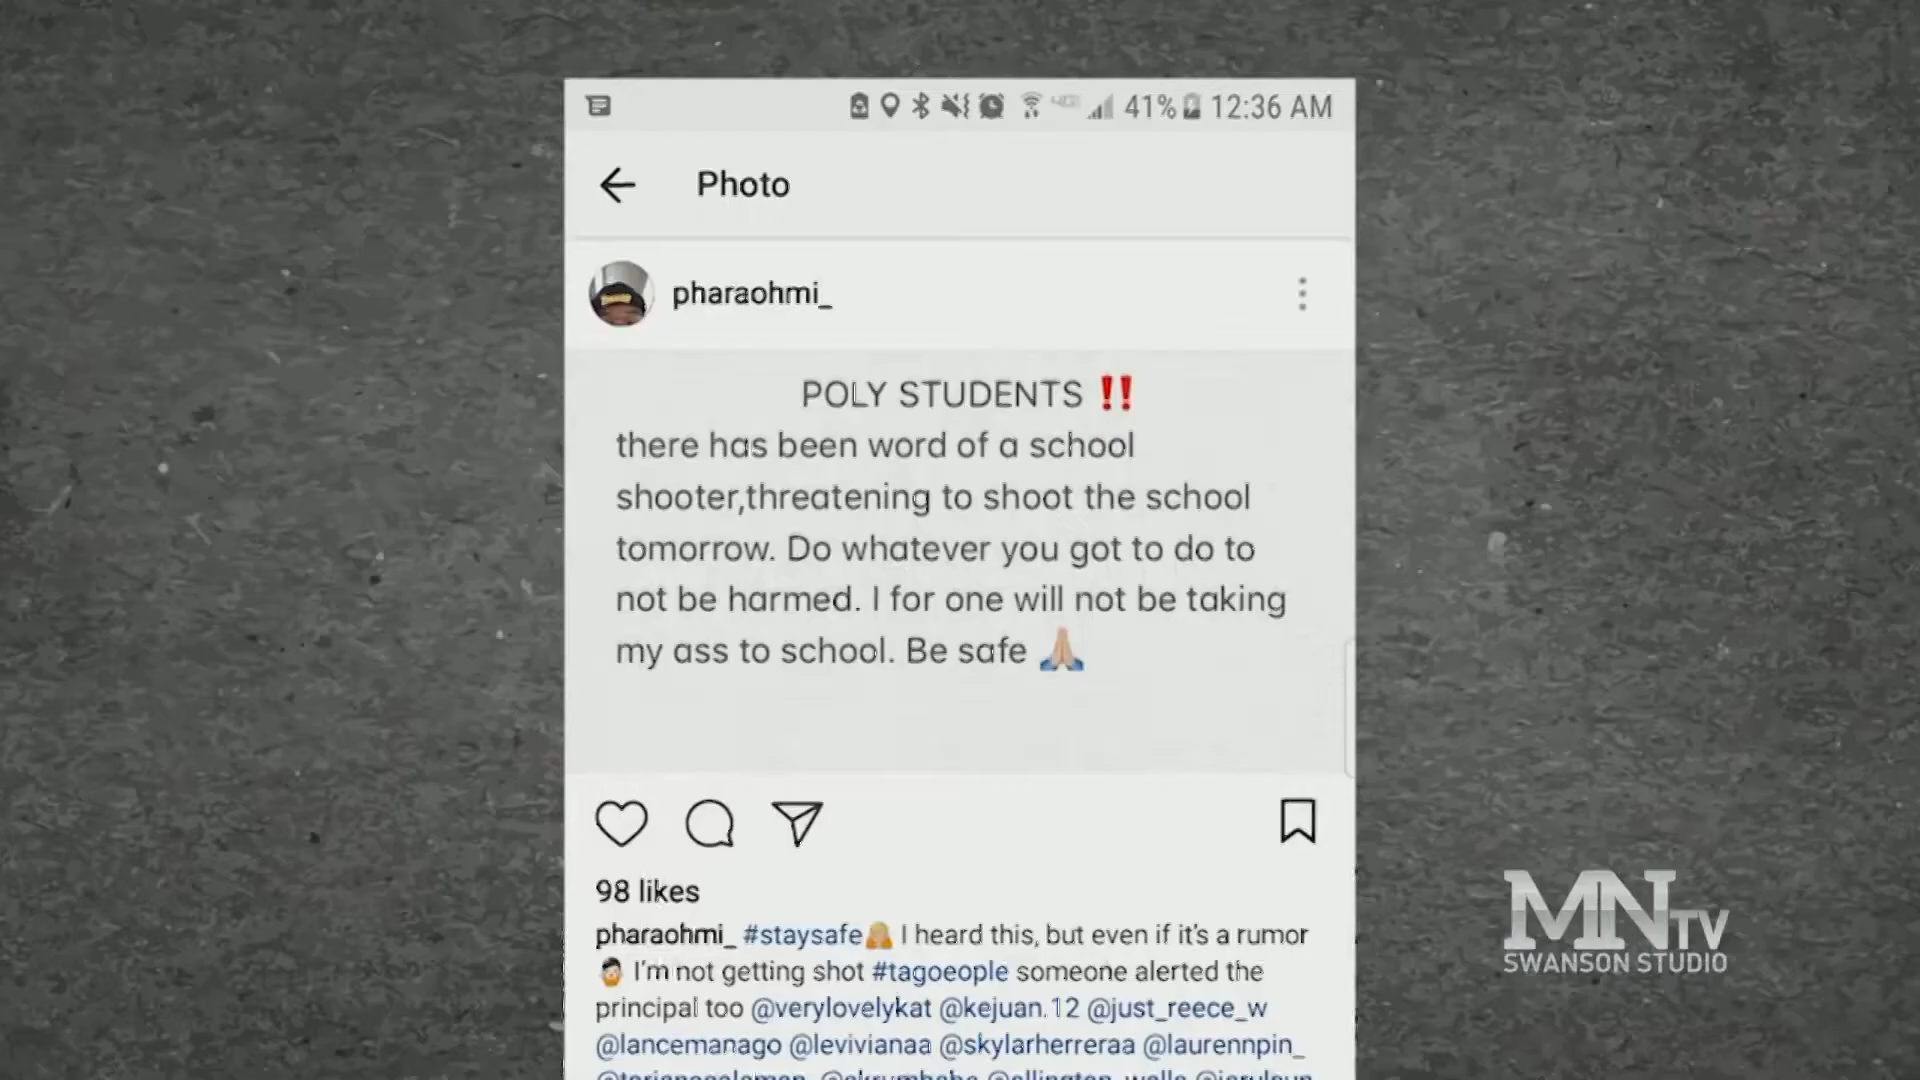 41% 12:36 AM
Photo
pharaohmi_
POLY STUDENTS ‼️
there has been word of a school
shooter,threatening to shoot the school
tomorrow. Do whatever you got to do to
not be harmed. I for one will not be taking
my ass to school. Be safe 🙏🏼
98 likes
pharaohmi_ #staysafe🙏🏼 I heard this, but even if it's a rumor
I'm not getting shot #tagoeople someone alerted the
principal too @verylovelykat @kejuan.12 @just_reece_w
@lancemanago @levivianaa @skylarherreraa @laurennpin_
MNTV
SWANSON STUDIO